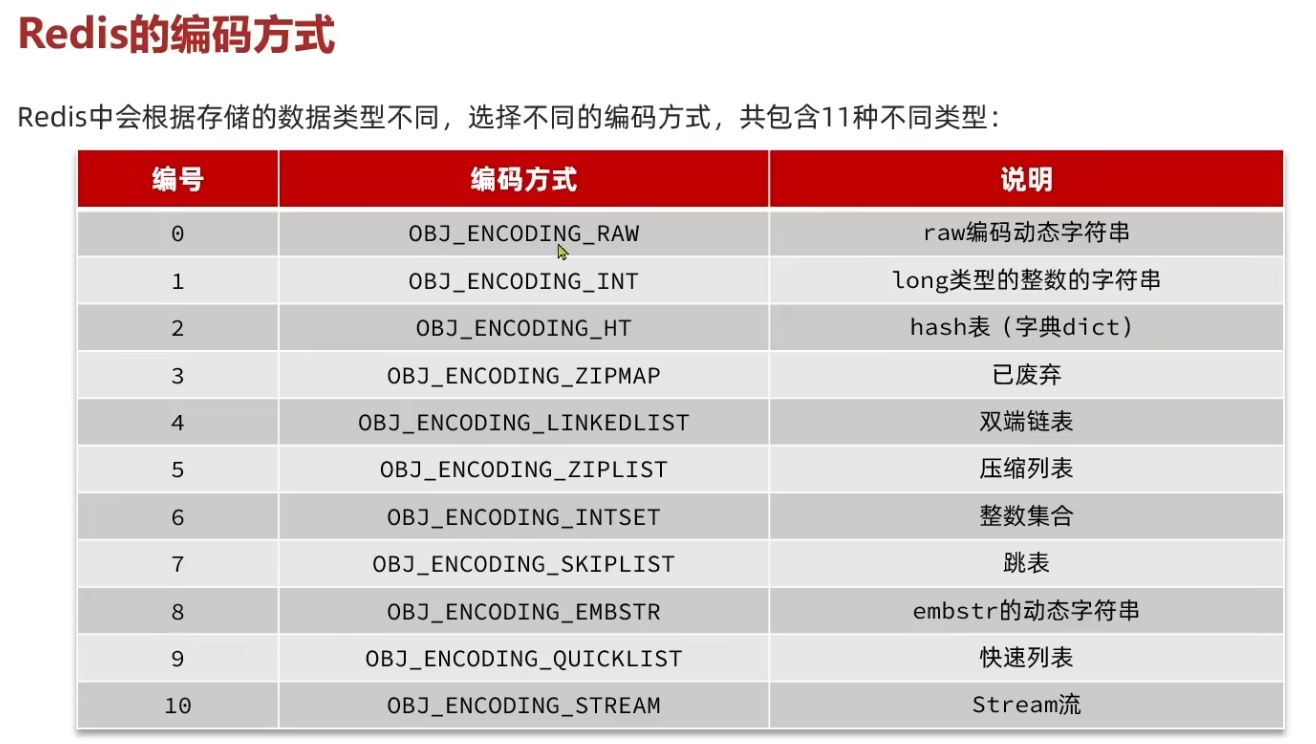 Redis的编码方式
Redis中会根据存储的数据类型不同，选择不同的编码方式，共包含11种不同类型：
编号 编码方式 说明
0 OBJ_ENCODING_RAW raw编码动态字符串
1 OBJ_ENCODING_INT long类型的整数的字符串
2 OBJ_ENCODING_HT hash表（字典dict）
3 OBJ_ENCODING_ZIPMAP 已废弃
4 OBJ_ENCODING_LINKEDLIST 双端链表
5 OBJ_ENCODING_ZIPLIST 压缩列表
6 OBJ_ENCODING_INTSET 整数集合
7 OBJ_ENCODING_SKIPLIST 跳表
8 OBJ_ENCODING_EMBSTR embstr的动态字符串
9 OBJ_ENCODING_QUICKLIST 快速列表
10 OBJ_ENCODING_STREAM Stream流